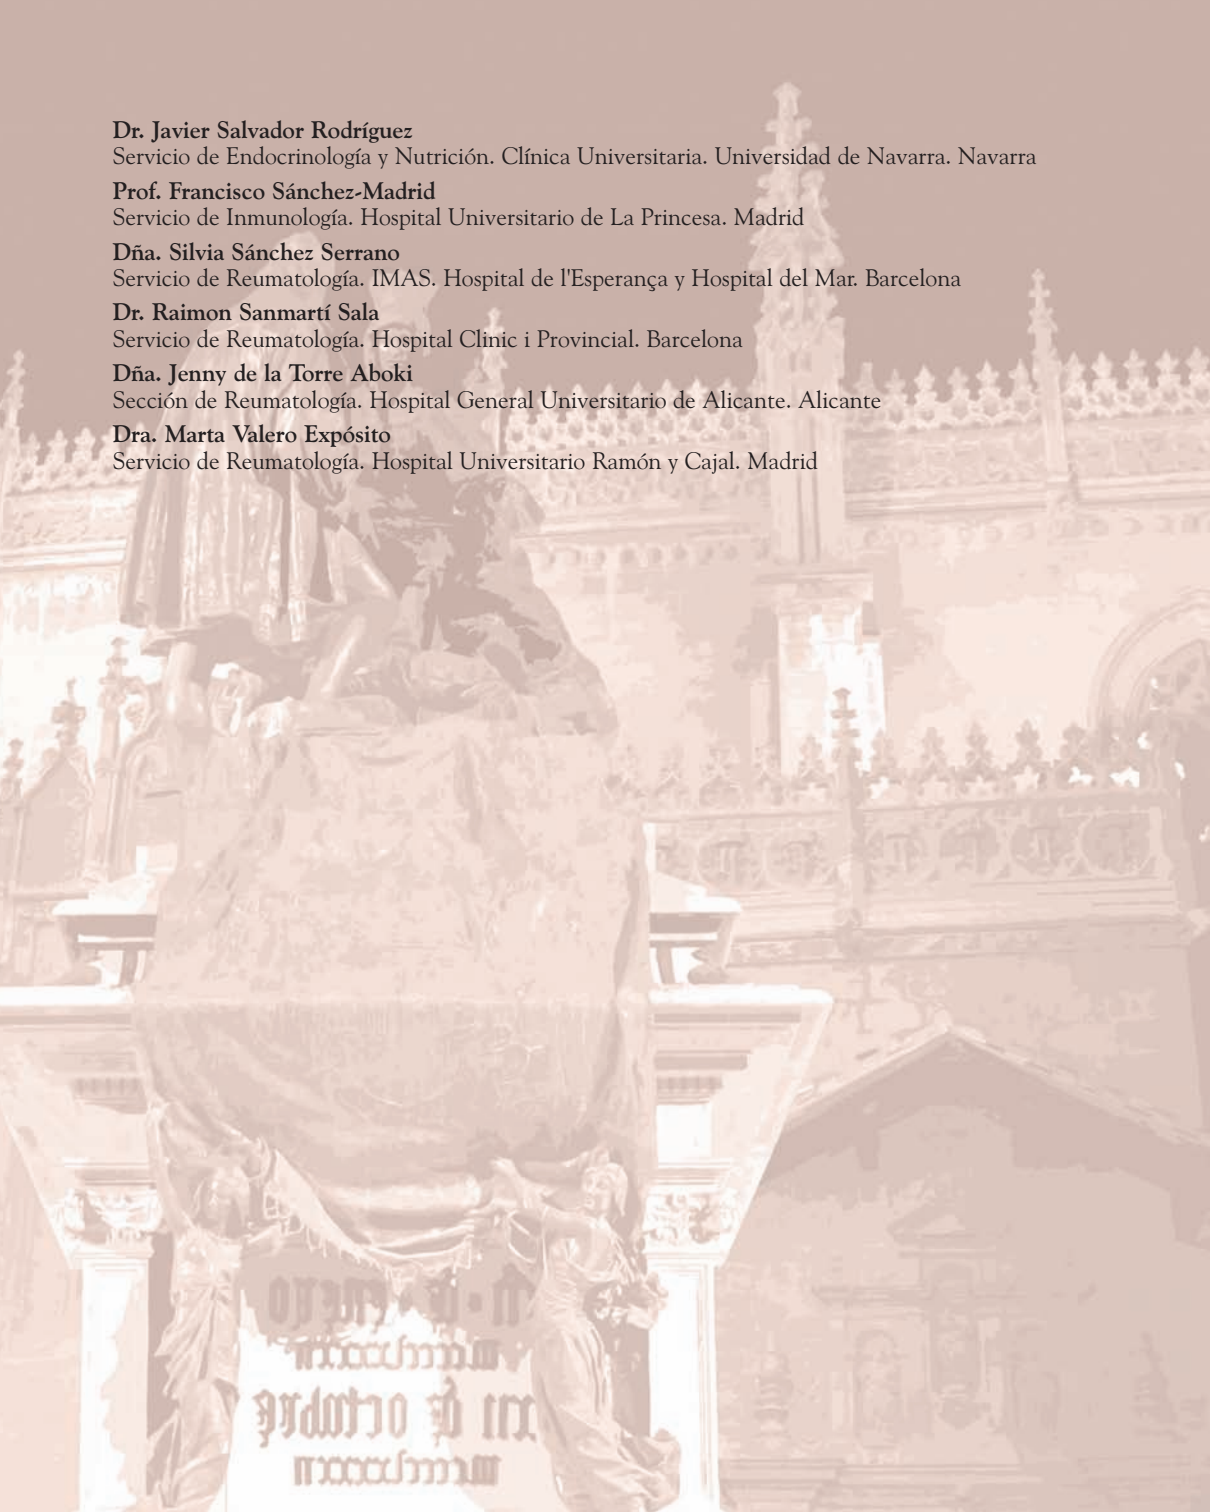 Dr. Javier Salvador Rodríguez
Servicio de Endocrinología y Nutrición. Clínica Universitaria. Universidad de Navarra. Navarra
Prof. Francisco Sánchez-Madrid
Servicio de Inmunología. Hospital Universitario de La Princesa. Madrid
Dña. Silvia Sánchez Serrano
Servicio de Reumatología. IMAS. Hospital de l'Esperança y Hospital del Mar. Barcelona
Dr. Raimon Sanmartí Sala
Servicio de Reumatología. Hospital Clinic i Provincial. Barcelona
Dña. Jenny de la Torre Aboki
Sección de Reumatología. Hospital General Universitario de Alicante. Alicante
Dra. Marta Valero Expósito
Servicio de Reumatología. Hospital Universitario Ramón y Cajal. Madrid